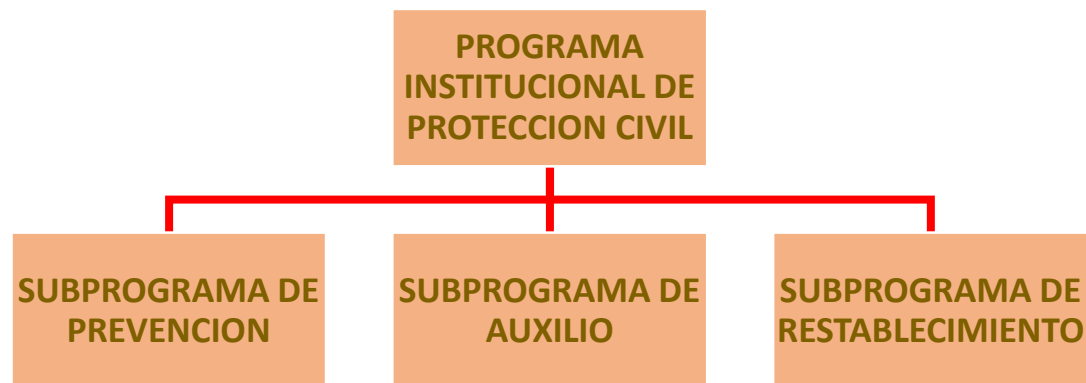 PROGRAMA
INSTITUCIONAL DE
PROTECCION CIVIL
SUBPROGRAMA DE
PREVENCION
SUBPROGRAMA DE
AUXILIO
SUBPROGRAMA DE
RESTABLECIMIENTO